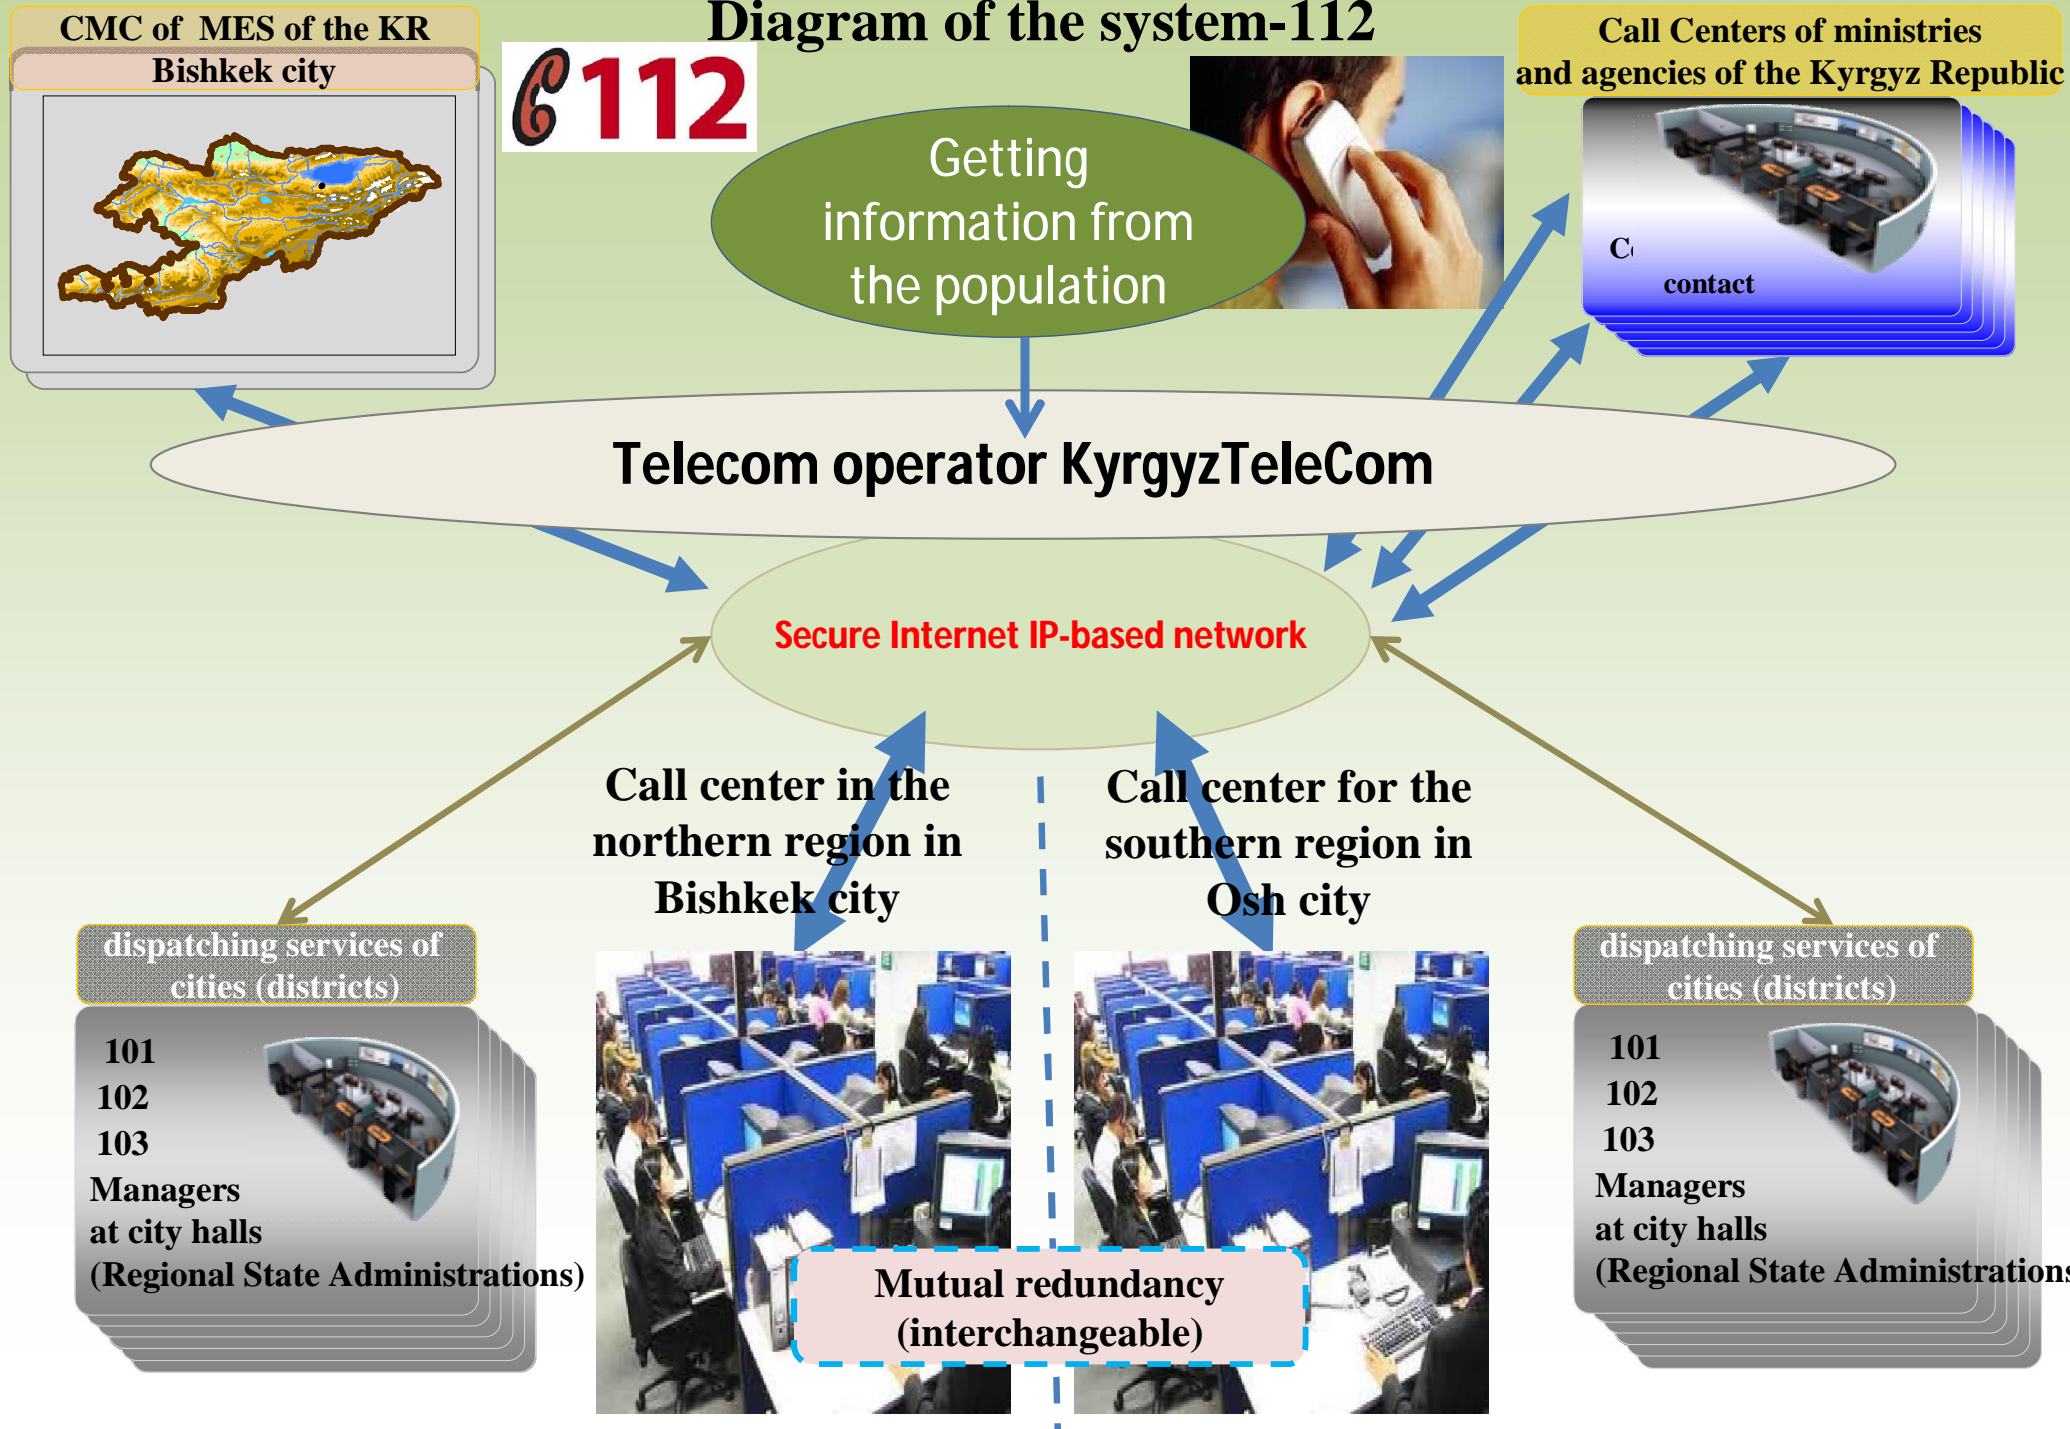 Diagram of the system-112
CMC of MES of the KR
Bishkek city
112
Call Centers of ministries
and agencies of the Kyrgyz Republic
Getting
information from
the population
contact
Telecom operator KyrgyzTeleCom
Secure Internet IP-based network
Call center in the
northern region in
Bishkek city
Call center for the
southern region in
Osh city
dispatching services of
cities (districts)
101
102
103
Managers
at city halls
(Regional State Administrations)
dispatching services of
cities (districts)
101
102
103
Managers
at city halls
(Regional State Administrations
Mutual redundancy
(interchangeable)